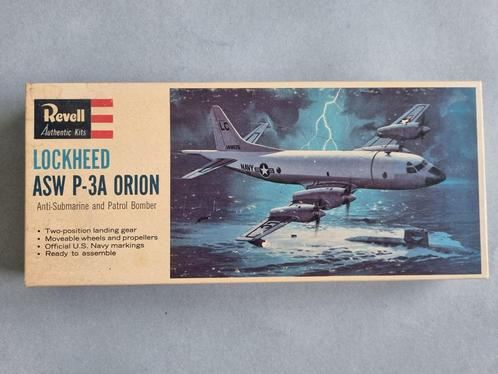 Revell
Authentic Kits
LOCKHEED
ASW P-3A ORION
Anti-Submarine and Patrol Bomber
• Two-position landing gear
• Moveable wheels and propellers
• Official U.S. Navy markings
• Ready to assemble
LC
NAVY